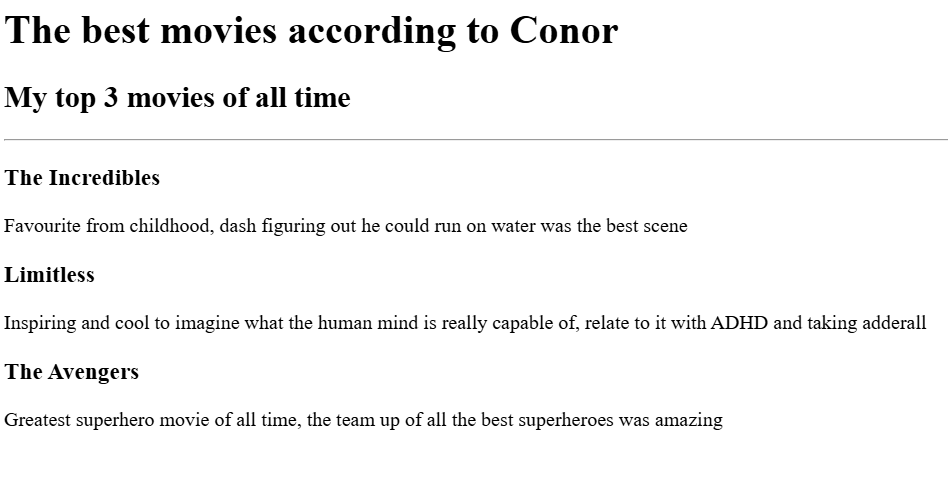 The best movies according to Conor
My top 3 movies of all time
The Incredibles
Favourite from childhood, dash figuring out he could run on water was the best scene
Limitless
Inspiring and cool to imagine what the human mind is really capable of, relate to it with ADHD and taking adderall
The Avengers
Greatest superhero movie of all time, the team up of all the best superheroes was amazing